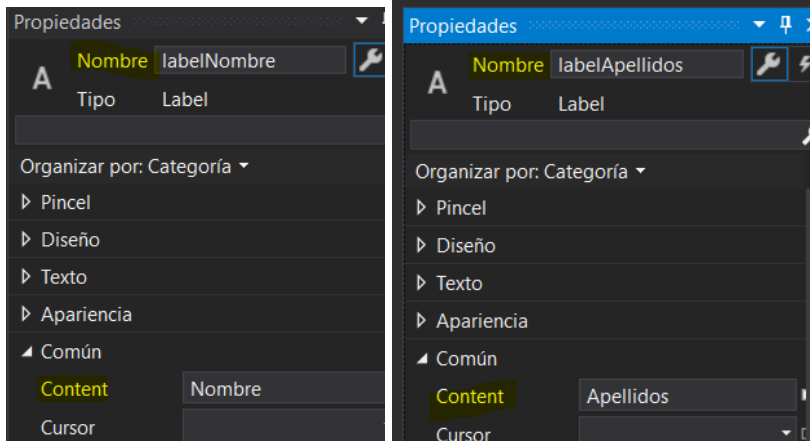 Propiedades
Nombre labelNombre
A
Tipo Label
Organizar por: Categoría
Pincel
Diseño
Texto
Apariencia
Común
Content Nombre
Cursor
Propiedades
Nombre labelApellidos
A
Tipo Label
Organizar por: Categoría
Pincel
Diseño
Texto
Apariencia
Común
Content Apellidos
Cursor